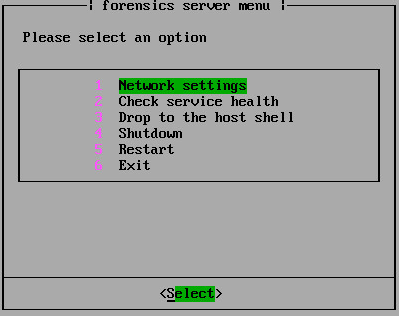 forensics server menu
Please select an option
1 Network settings
2 Check service health
3 Drop to the host shell
4 Shutdown
5 Restart
6 Exit
<Select>